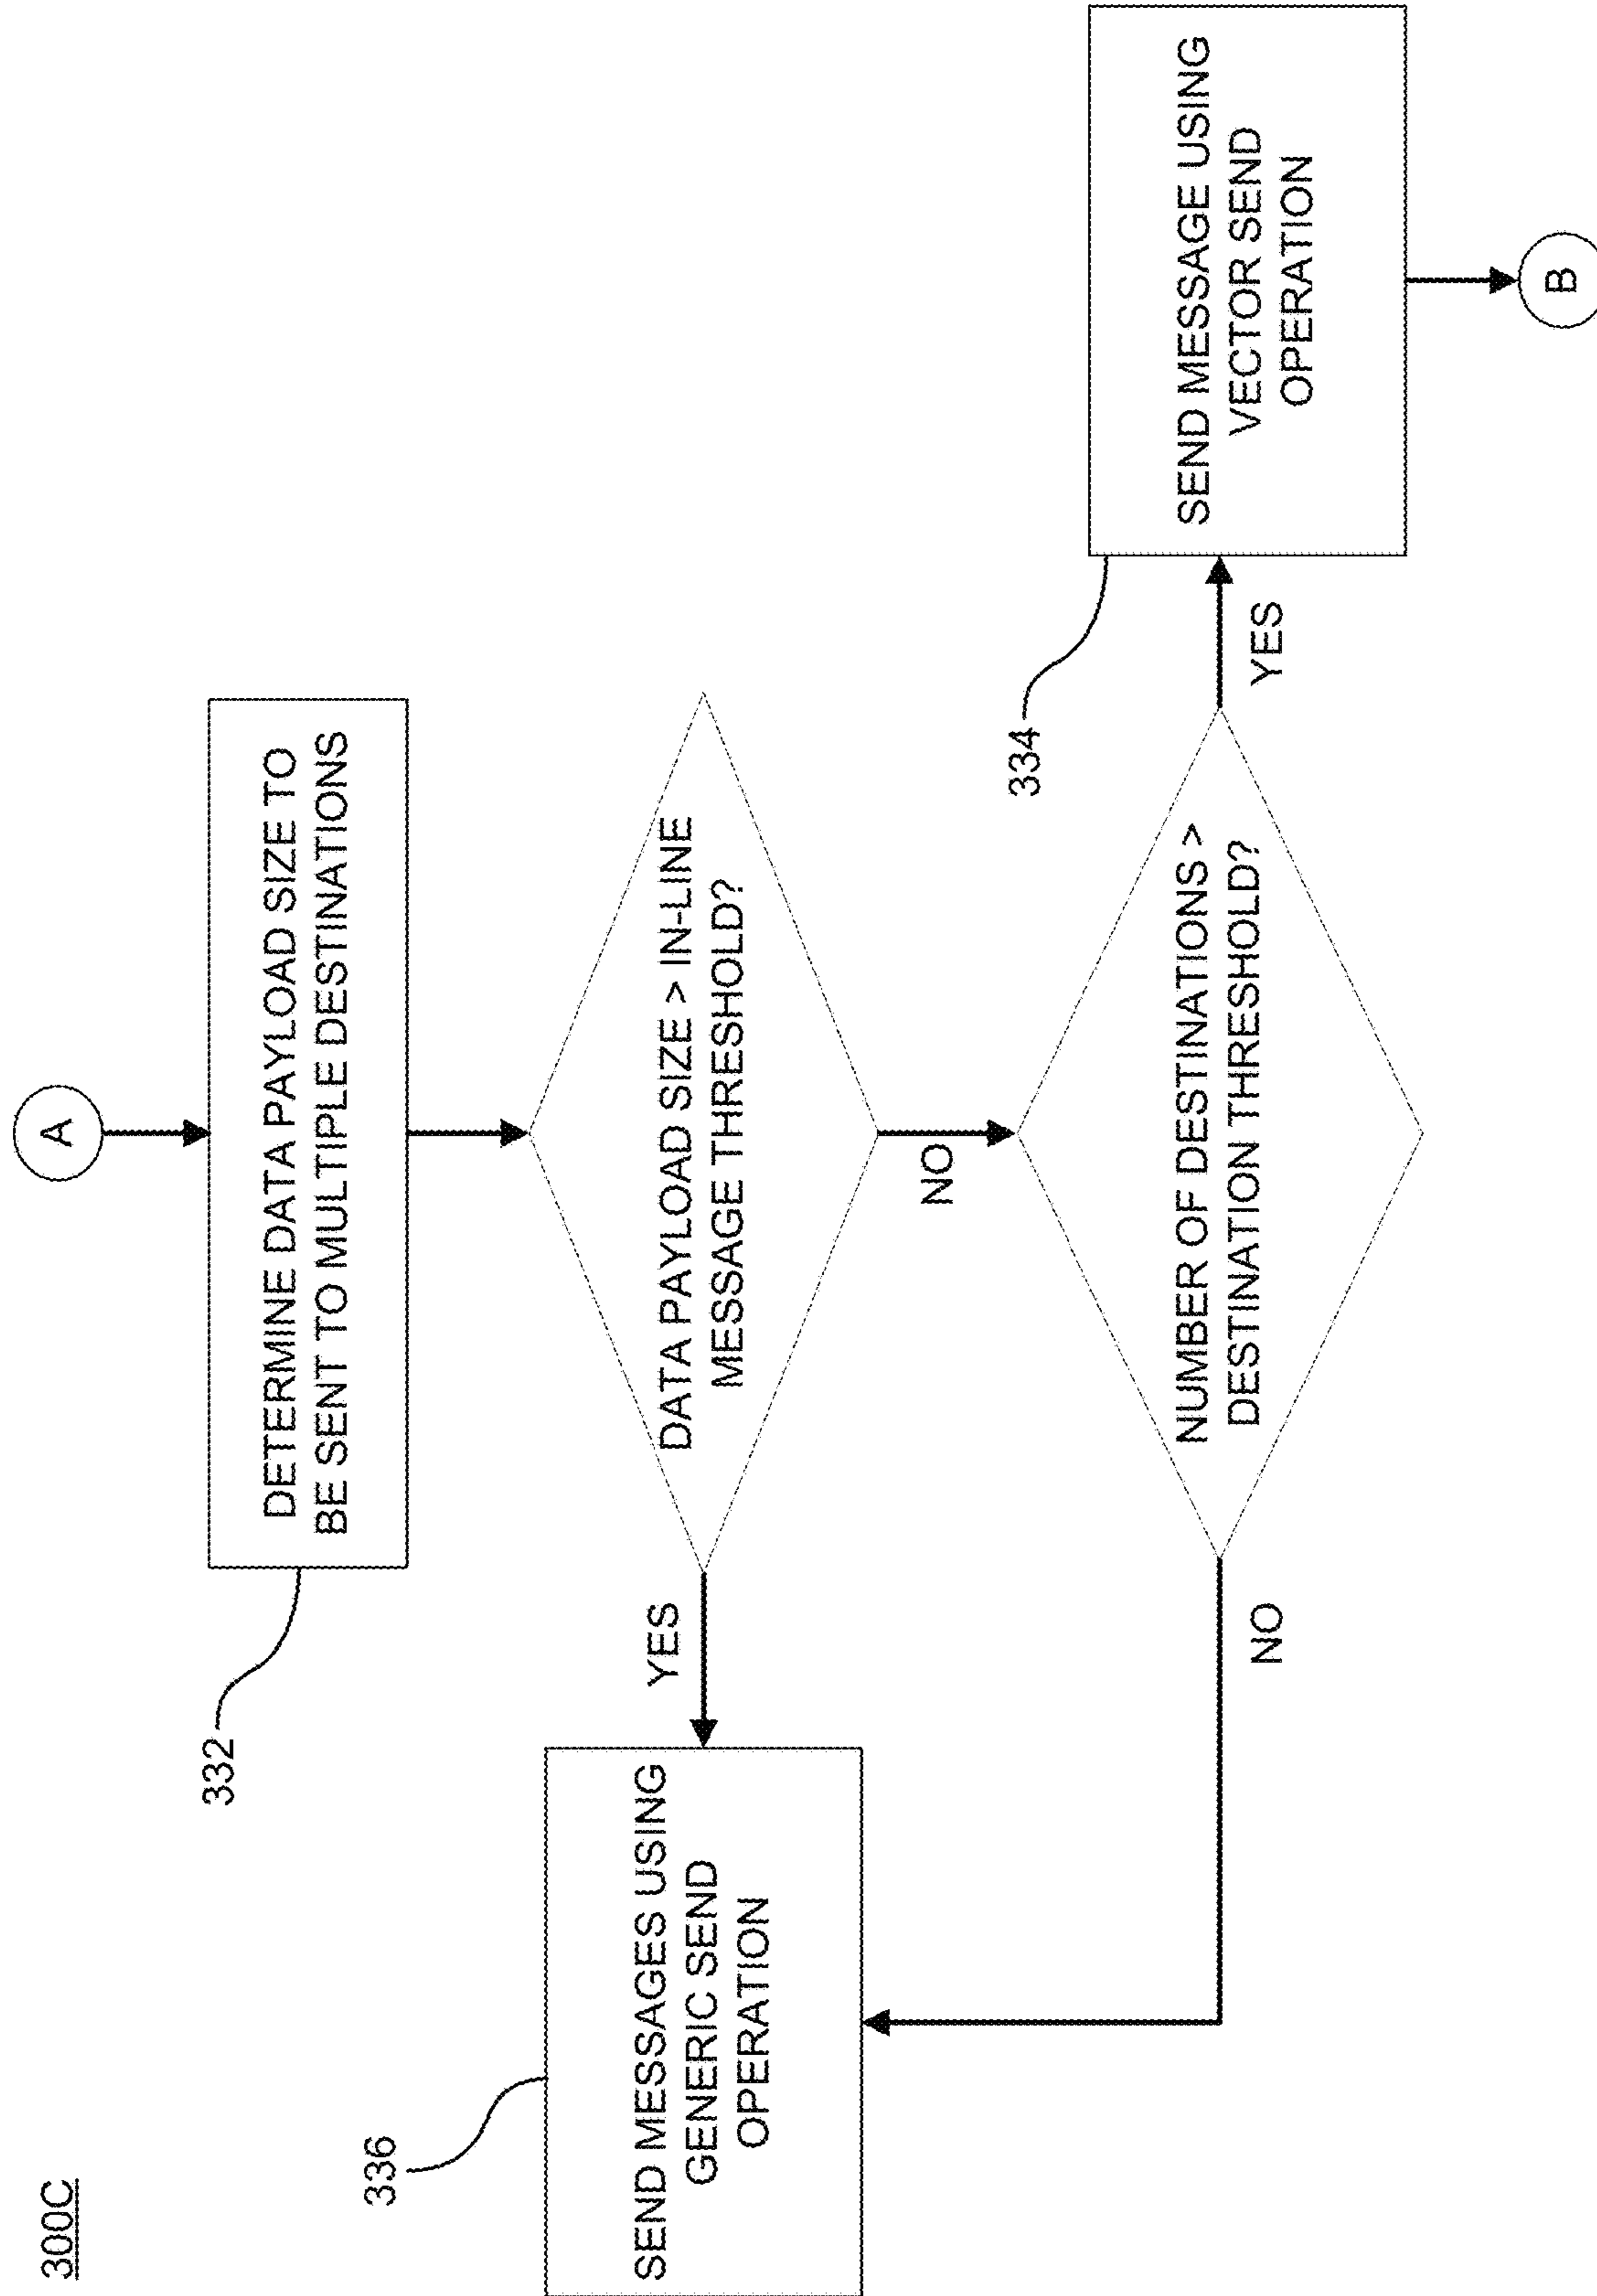 300C
A
332
DETERMINE DATA PAYLOAD SIZE TO
BE SENT TO MULTIPLE DESTINATIONS
336
SEND MESSAGES USING
GENERIC SEND
OPERATION
YES
DATA PAYLOAD SIZE > IN-LINE
MESSAGE THRESHOLD?
NO
334
NO
NUMBER OF DESTINATIONS >
DESTINATION THRESHOLD?
YES
SEND MESSAGE USING
VECTOR SEND
OPERATION
B